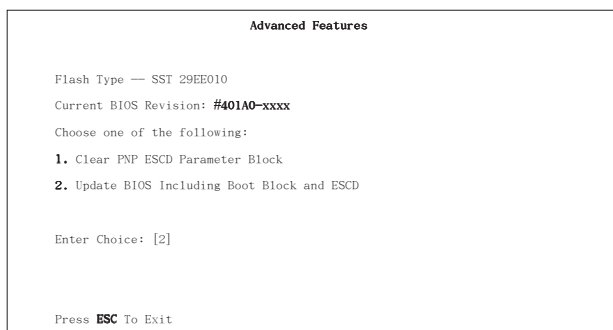 Advanced Features
Flash Type -- SST 29EE010
Current BIOS Revision: #401A0-xxxx
Choose one of the following:
1. Clear PNP ESCD Parameter Block
2. Update BIOS Including Boot Block and ESCD
Enter Choice: [2]
Press ESC To Exit